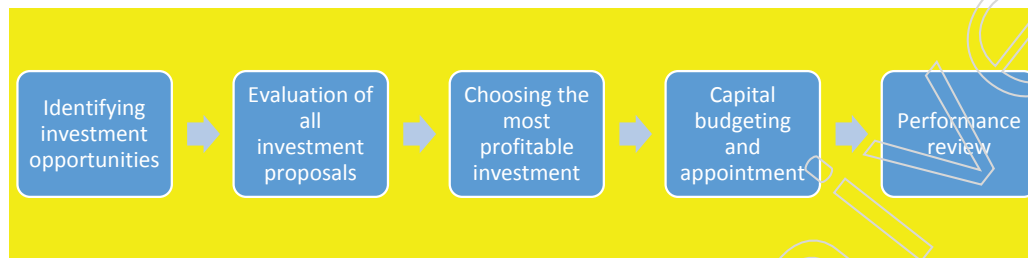 Identifying
investment
opportunities
Evaluation of
all
investment
proposals
Choosing the
most
profitable
investment
Capital
budgeting
and
appointment
Performance
review